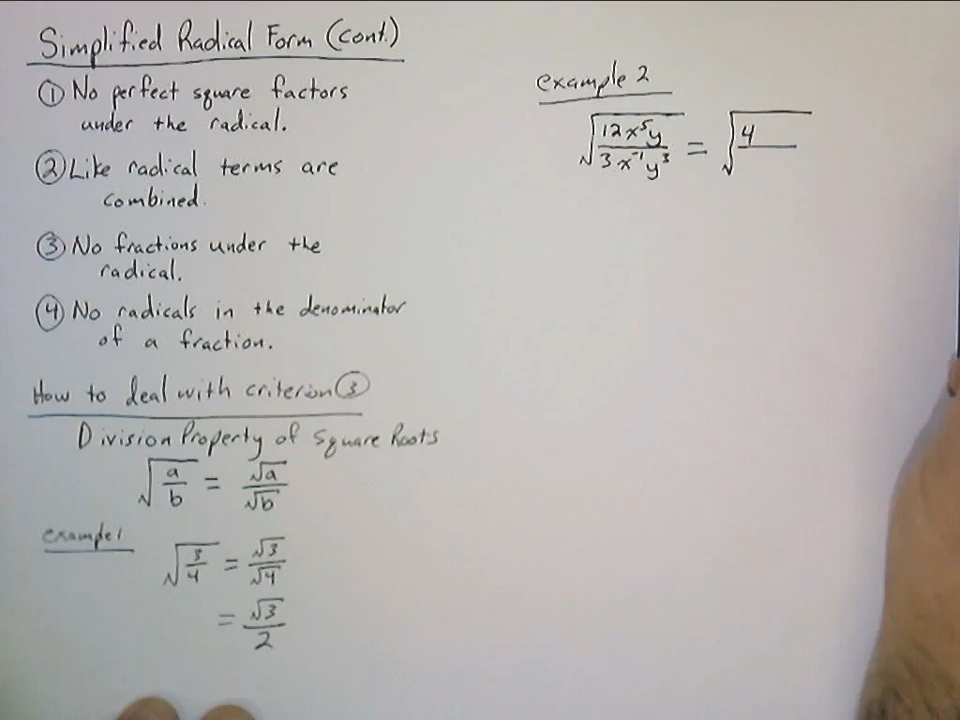 Simplified Radical Form (cont.)
① No perfect square factors
under the radical.
② Like radical terms are
combined.
③ No fractions under the
radical.
④ No radicals in the denominator
of a fraction.
How to deal with criterion ③
Division Property of Square Roots
√(a/b) = √a/√b
example 1
√(3/4) = √3/√4
= √3/2
example 2
√(12x⁵y/3x⁻¹y³) = √(4/